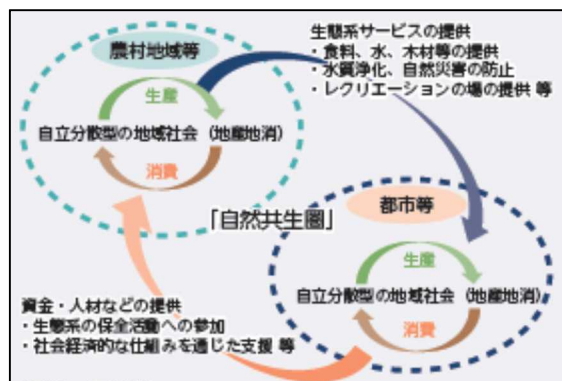 生態系サービスの提供
・食料、水、木材等の提供
・水質浄化、自然災害の防止
・レクリエーションの場の提供 等
農村地域等
生産
自立分散型の地域社会（地産地消）
消費
「自然共生圏」
都市等
生産
自立分散型の地域社会（地産地消）
消費
資金・人材などの提供
・生態系の保全活動への参加
・社会経済的な仕組みを通じた支援 等